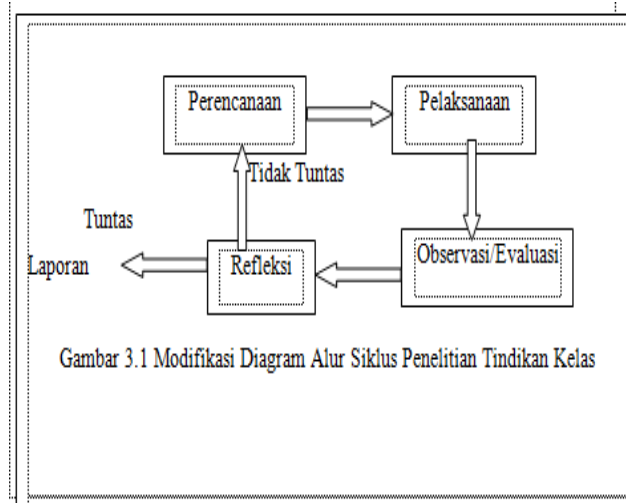 Perencanaan
Pelaksanaan
Tidak Tuntas
Tuntas
Laporan
Refleksi
Observasi/Evaluasi
Gambar 3.1 Modifikasi Diagram Alur Siklus Penelitian Tindikan Kelas